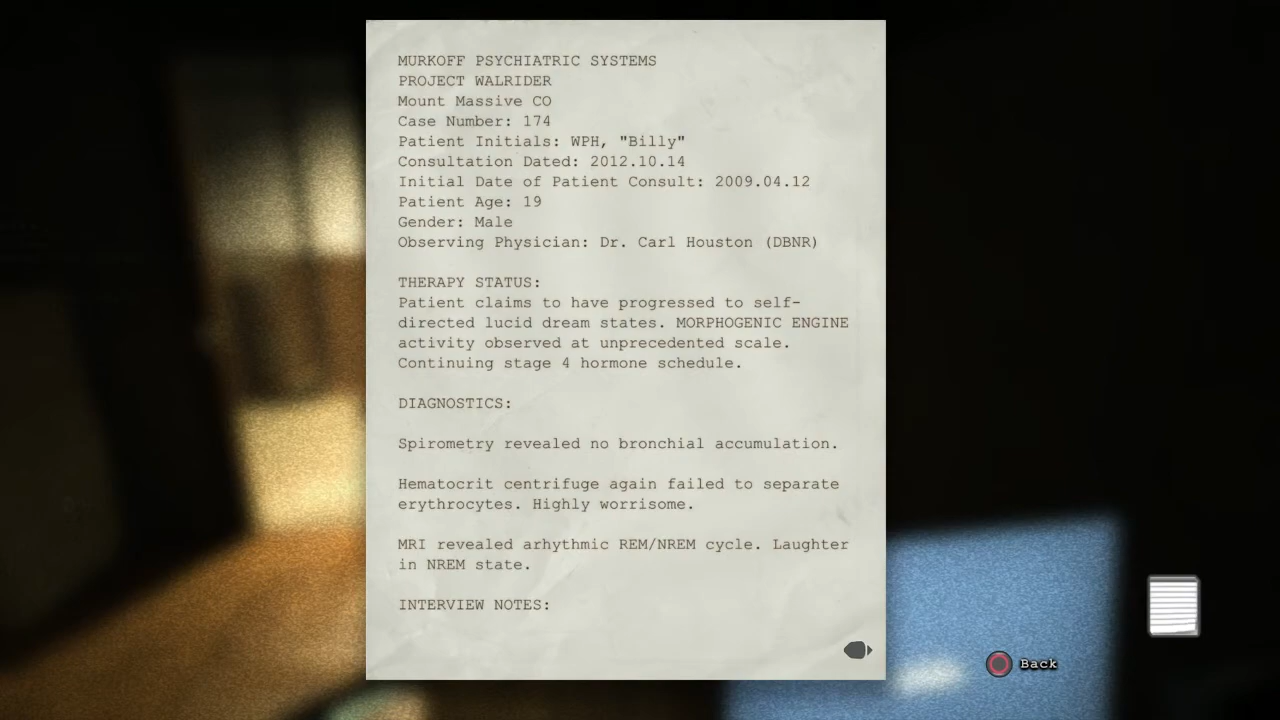 MURKOFF PSYCHIATRIC SYSTEMS
PROJECT WALRIDER
Mount Massive CO
Case Number: 174
Patient Initials: WPH, "Billy"
Consultation Dated: 2012.10.14
Initial Date of Patient Consult: 2009.04.12
Patient Age: 19
Gender: Male
Observing Physician: Dr. Carl Houston (DBNR)
THERAPY STATUS:
Patient claims to have progressed to self-
directed lucid dream states. MORPHOGENIC ENGINE
activity observed at unprecedented scale.
Continuing stage 4 hormone schedule.
DIAGNOSTICS:
Spirometry revealed no bronchial accumulation.
Hematocrit centrifuge again failed to separate
erythrocytes. Highly worrisome.
MRI revealed arhythmic REM/NREM cycle. Laughter
in NREM state.
INTERVIEW NOTES:
Back